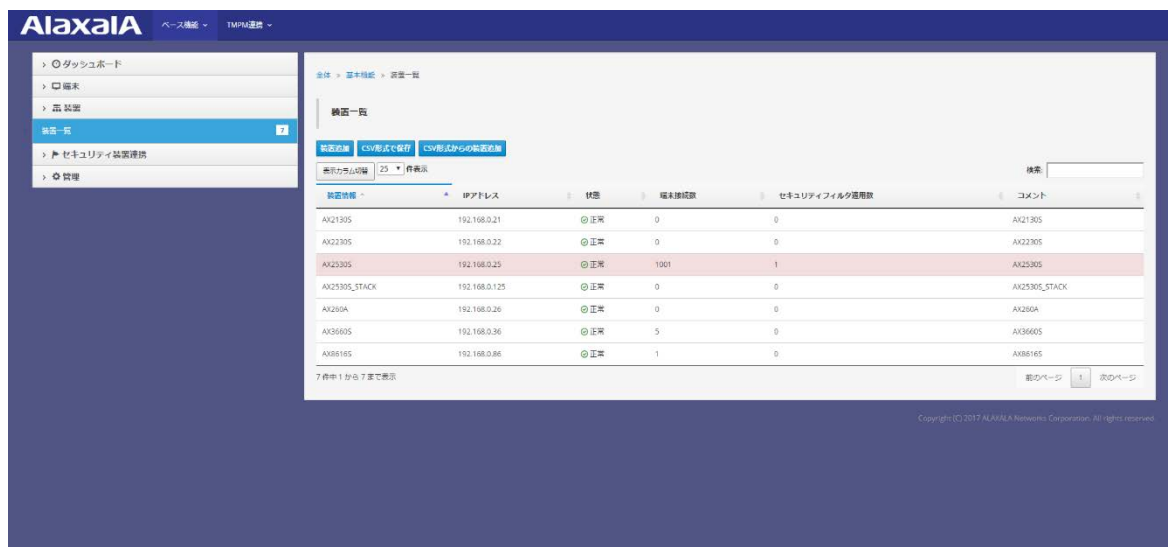 AlaxalA ベース機能 TMPM連携
ダッシュボード
端末
装置
装置一覧 7
セキュリティ装置連携
管理
全体 » 基本機能 » 装置一覧
装置一覧
装置追加 CSV形式で保存 CSV形式からの装置追加
表示カラム切替 25 件表示 検索:
装置情報 IPアドレス 状態 端末接続数 セキュリティフィルタ適用数 コメント
AX2130S 192.168.0.21 正常 0 0 AX2130S
AX2230S 192.168.0.22 正常 0 0 AX2230S
AX2530S 192.168.0.25 正常 1001 1 AX2530S
AX2530S_STACK 192.168.0.125 正常 0 0 AX2530S_STACK
AX260A 192.168.0.26 正常 0 0 AX260A
AX3660S 192.168.0.36 正常 5 0 AX3660S
AX8616S 192.168.0.86 正常 1 0 AX8616S
7 件中 1 から 7 まで表示 前のページ 1 次のページ
Copyright (C) 2017 ALAXALA Networks Corporation. All rights reserved.